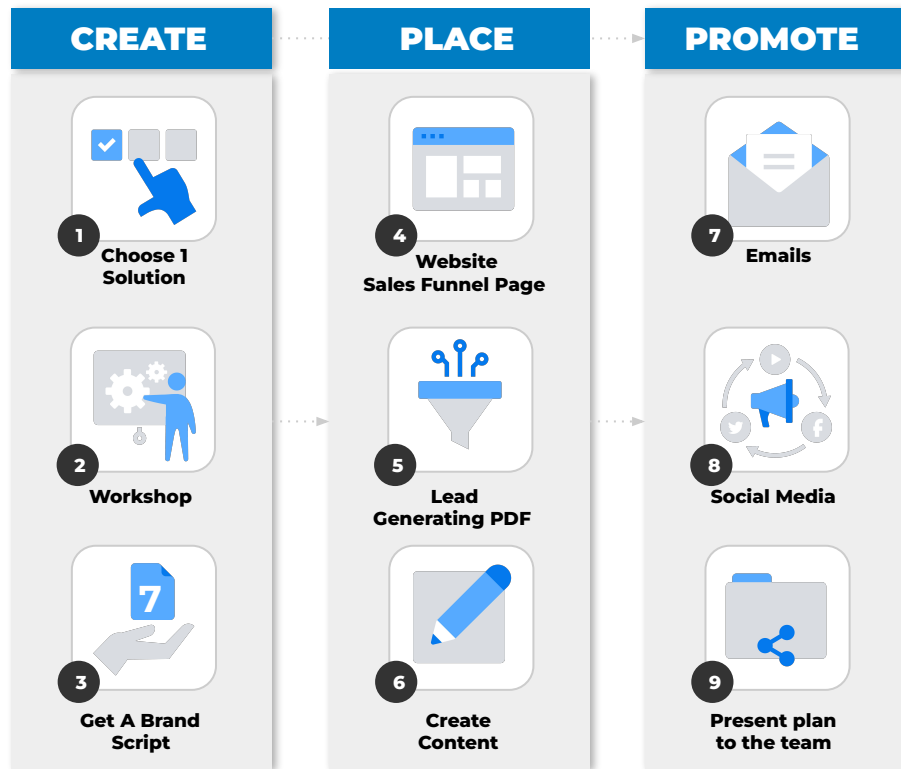 CREATE
1
Choose 1
Solution
2
Workshop
7
3
Get A Brand
Script
PLACE
4
Website
Sales Funnel Page
5
Lead
Generating PDF
6
Create
Content
PROMOTE
7
Emails
8
Social Media
9
Present plan
to the team